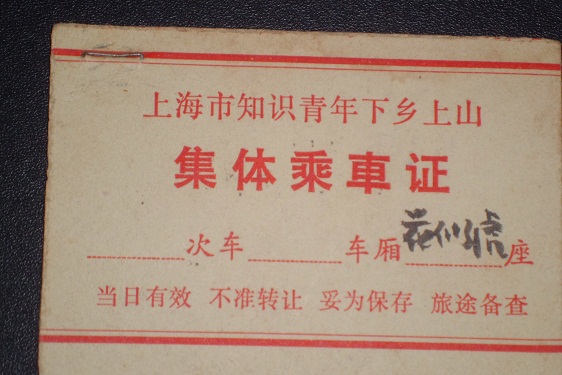 上海市知识青年下乡上山
集体乘車证
次车 车厢 座
当日有效 不准转让 妥为保存 旅途备查